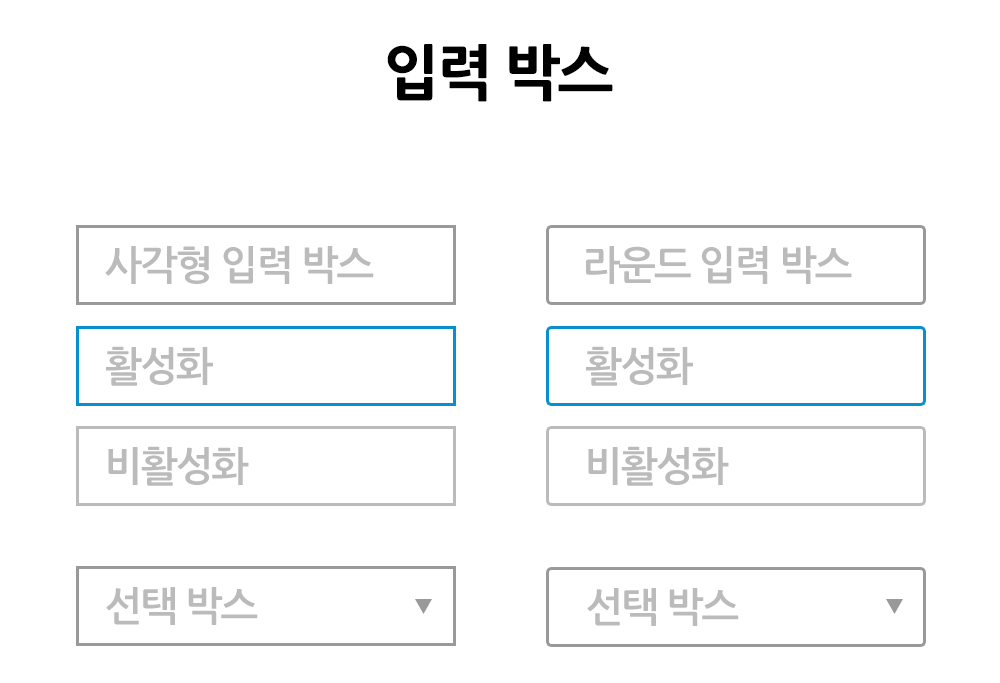 입력 박스
사각형 입력 박스
라운드 입력 박스
활성화
활성화
비활성화
비활성화
선택 박스
선택 박스